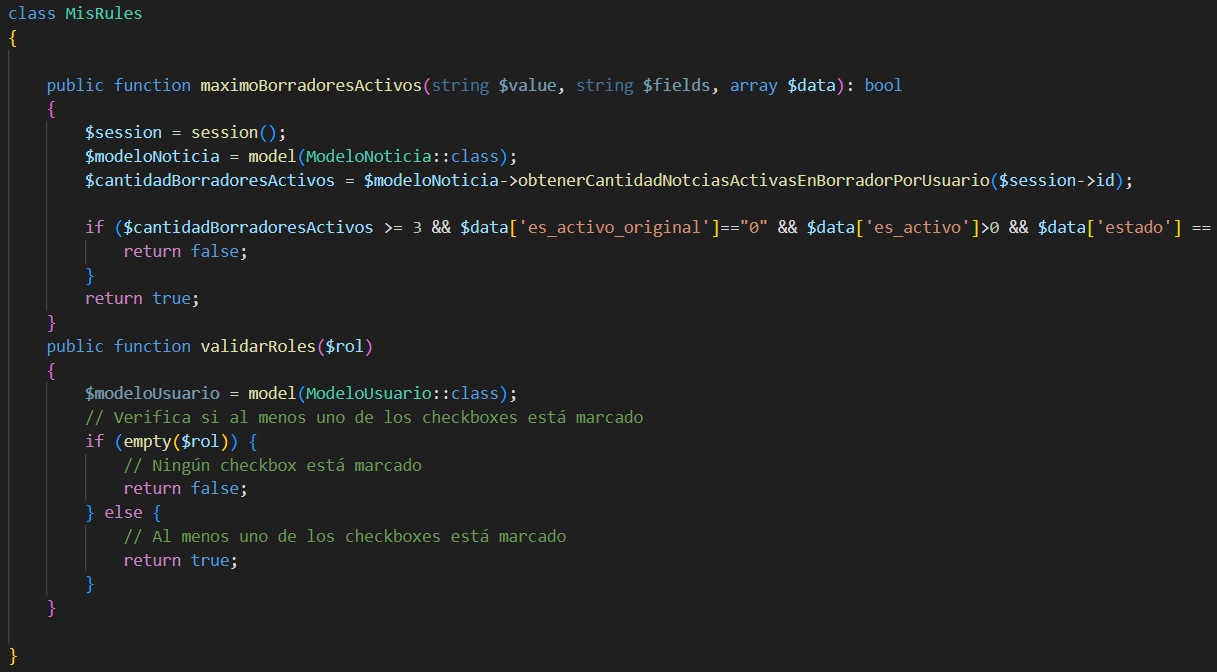 class MisRules
{
public function maximoBorradoresActivos(string $value, string $fields, array $data): bool
{
$session = session();
$modeloNoticia = model(ModeloNoticia::class);
$cantidadBorradoresActivos = $modeloNoticia->obtenerCantidadNotciasActivasEnBorradorPorUsuario($session->id);
if ($cantidadBorradoresActivos >= 3 && $data['es_activo_original']=="0" && $data['es_activo']>0 && $data['estado'] ==
return false;
}
return true;
}
public function validarRoles($rol)
{
$modeloUsuario = model(ModeloUsuario::class);
// Verifica si al menos uno de los checkboxes está marcado
if (empty($rol)) {
// Ningún checkbox está marcado
return false;
} else {
// Al menos uno de los checkboxes está marcado
return true;
}
}
}